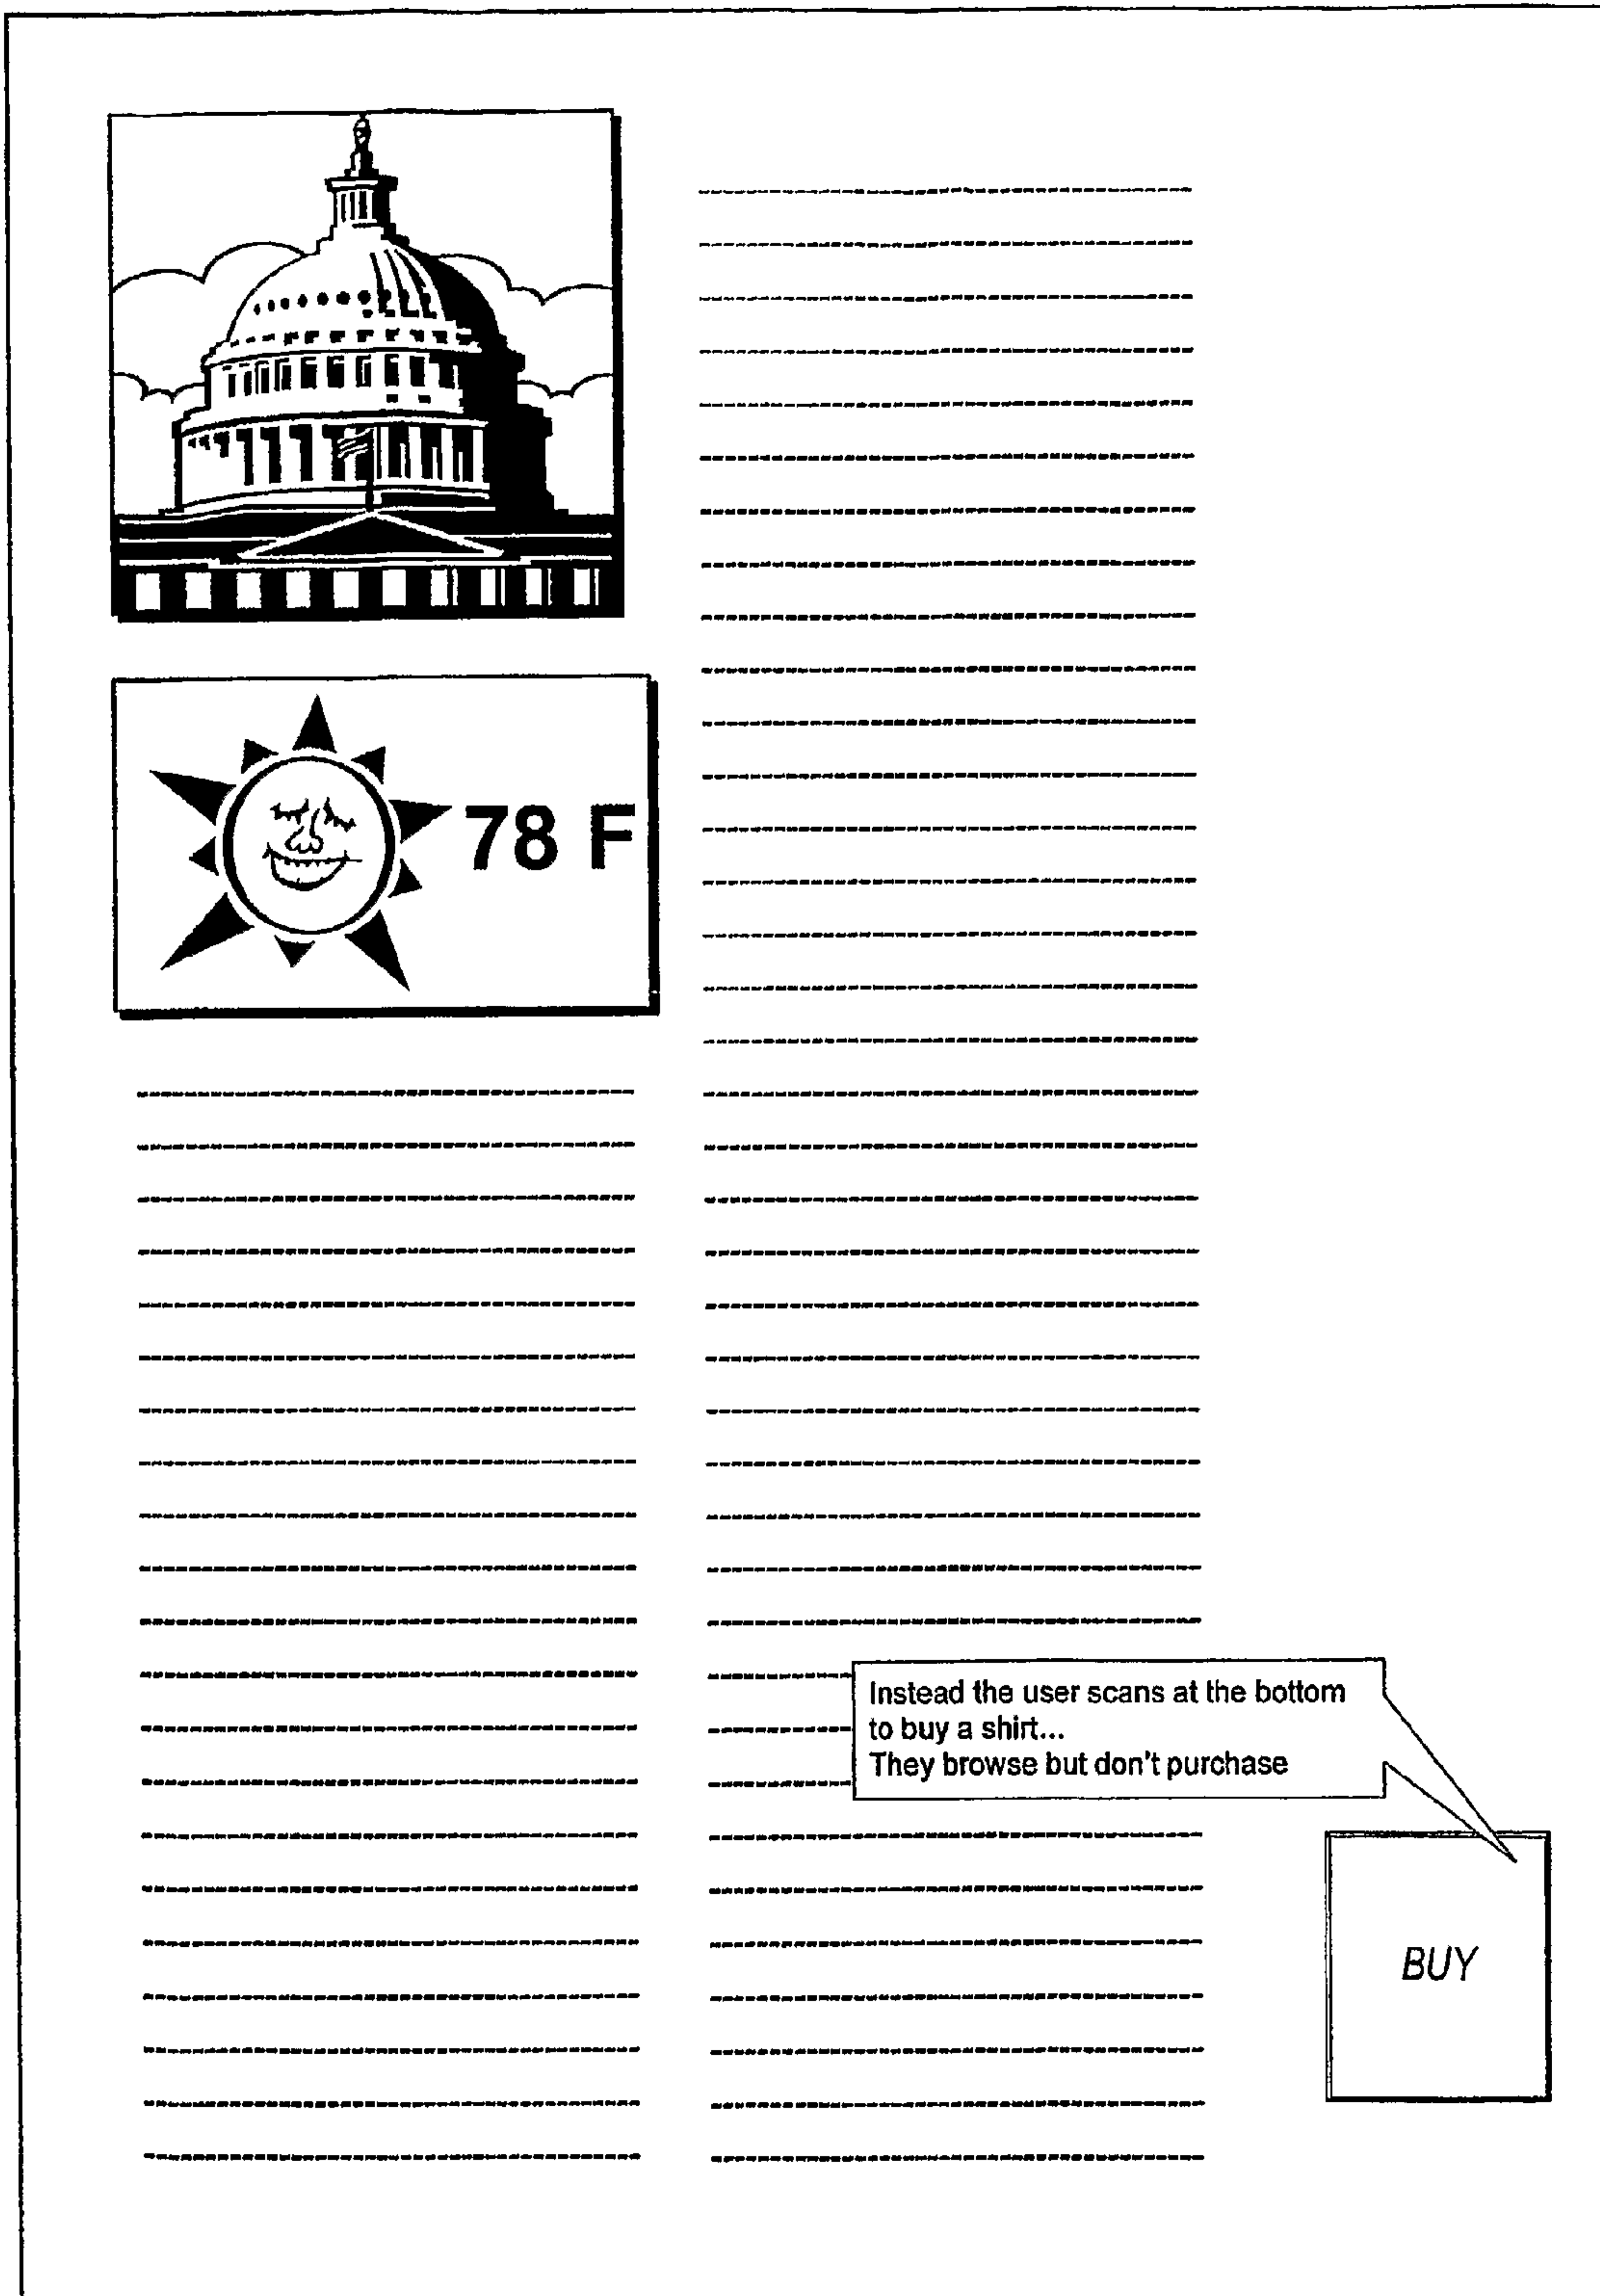 78 F
Instead the user scans at the bottom
to buy a shirt...
They browse but don't purchase
BUY